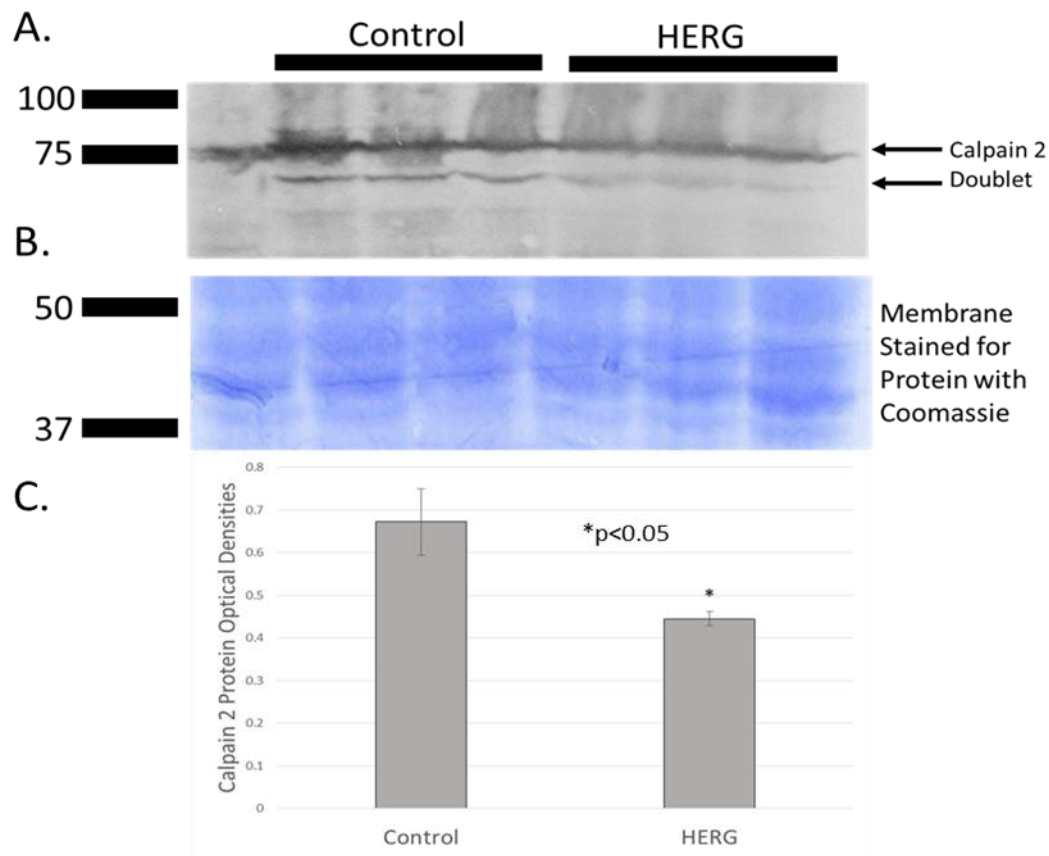 A.
Control
HERG
100
75
Calpain 2
Doublet
B.
50
37
Membrane
Stained for
Protein with
Coomassie
C.
Calpain 2 Protein Optical Densities
0.8
0.7
0.6
0.5
0.4
0.3
0.2
0.1
0
*p<0.05
*
Control
HERG